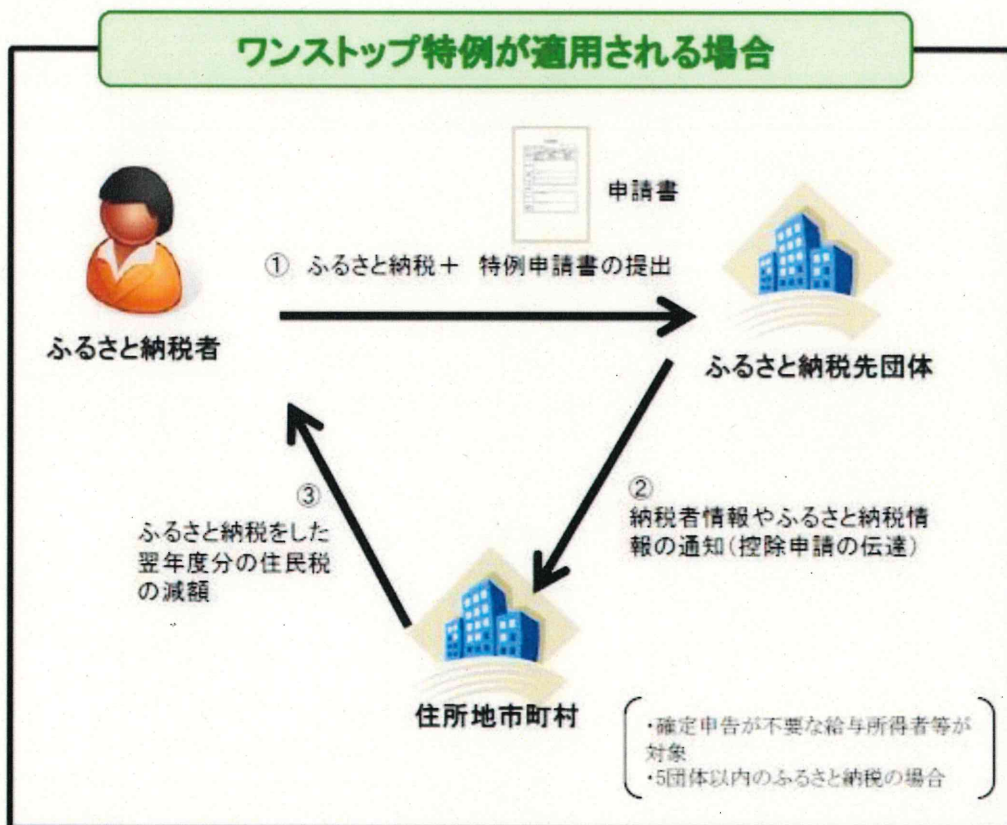 ワンストップ特例が適用される場合
申請書
① ふるさと納税＋ 特例申請書の提出
ふるさと納税者
ふるさと納税先団体
②
納税者情報やふるさと納税情
報の通知(控除申請の伝達)
③
ふるさと納税をした
翌年度分の住民税
の減額
住所地市町村
・確定申告が不要な給与所得者等が
対象
・5団体以内のふるさと納税の場合